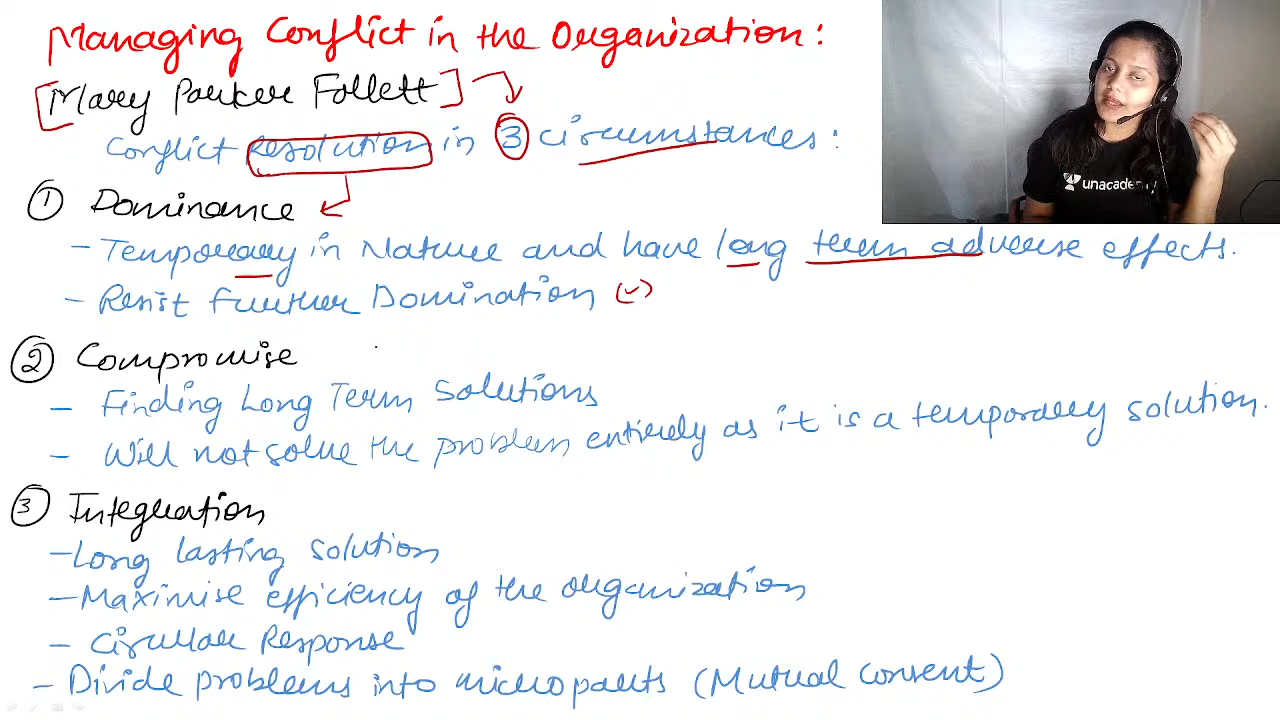 Managing Conflict in the Organization:
[Mary Parker Follett]
Conflict Resolution in 3 Circumstances:
① Dominance
- Temporary in Nature and have long term adverse effects.
- Resist Further Domination (✓)
② Compromise
- Finding Long Term Solutions
- Will not solve the problem entirely as it is a temporary solution.
③ Integration
- Long lasting solution
- Maximise efficiency of the organization
- Circular Response
- Divide problems into micro parts (Mutual consent)
unacademy